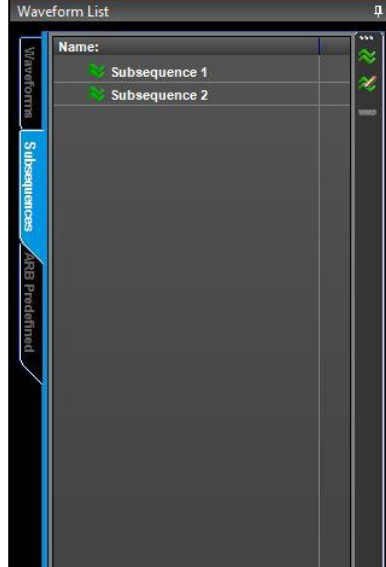 Waveform List
Name:
Subsequence 1
Subsequence 2
Waveforms
Subsequences
ARB Predefined